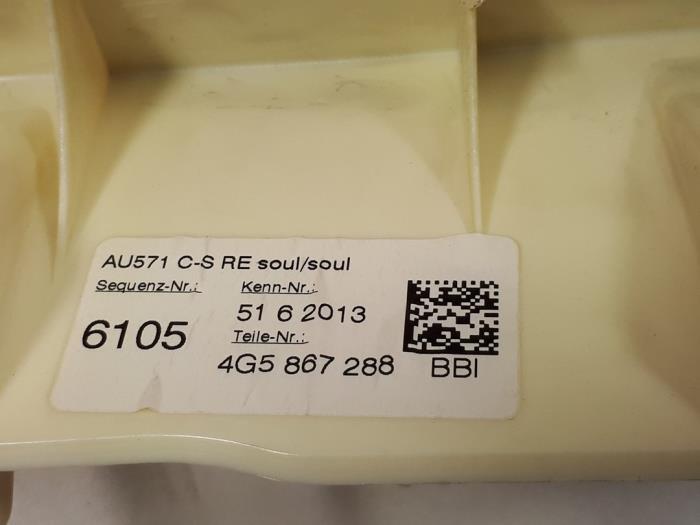 AU571 C-S RE soul/soul
Sequenz-Nr.: Kenn-Nr.:
6105 51 6 2013
Teile-Nr.:
4G5 867 288 BBI